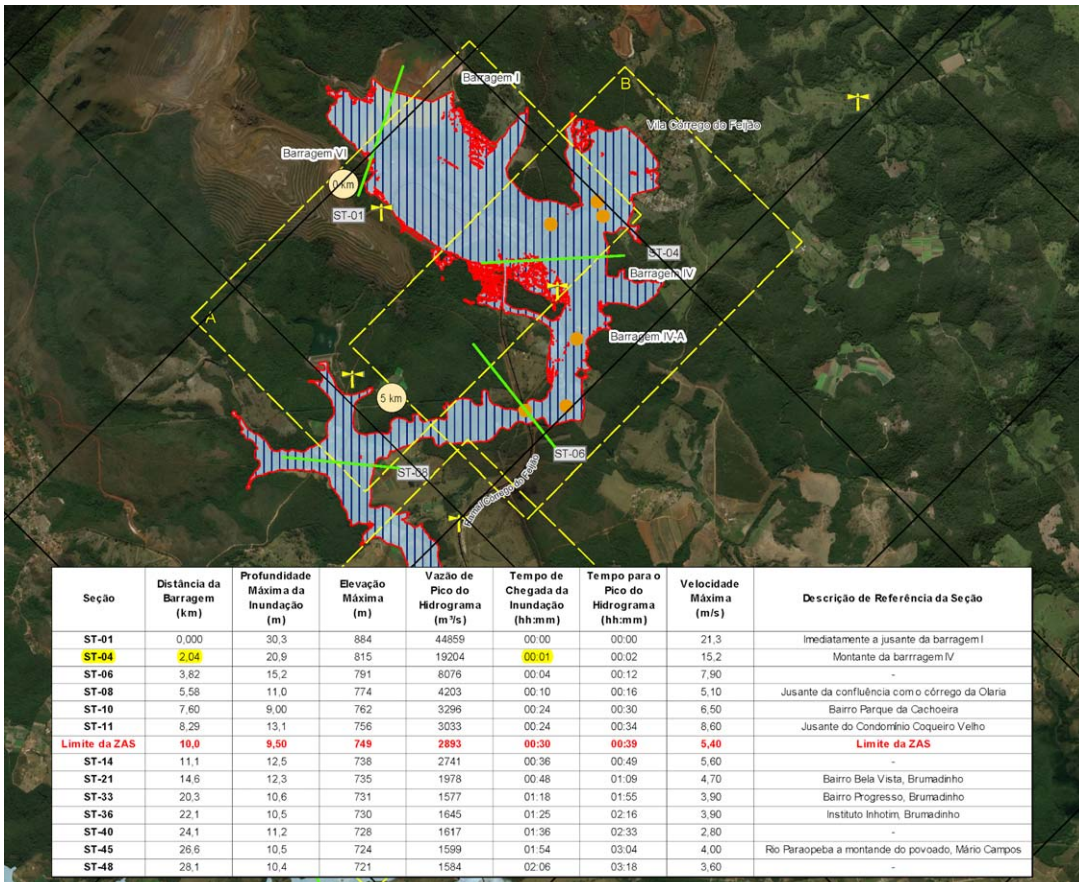 Barragem I
B
Vila Córrego do Feijão
Barragem VI
0 km
ST-01
ST-04
Barragem IV
A
Barragem IV-A
5 km
ST-06
ST-08
Córrego do Feijão
Seção Distância da Barragem (km) Profundidade Máxima da Inundação (m) Elevação Máxima (m) Vazão de Pico do Hidrograma (m³/s) Tempo de Chegada da Inundação (hh:mm) Tempo para o Pico do Hidrograma (hh:mm) Velocidade Máxima (m/s) Descrição de Referência da Seção
ST-01 0,000 30,3 884 44859 00:00 00:00 21,3 Imediatamente a jusante da barragem I
ST-04 2,04 20,9 815 19204 00:01 00:02 15,2 Montante da barrragem IV
ST-06 3,82 15,2 791 8076 00:04 00:12 7,90 -
ST-08 5,58 11,0 774 4203 00:10 00:16 5,10 Jusante da confluência com o córrego da Olaria
ST-10 7,60 9,00 762 3296 00:24 00:30 6,50 Bairro Parque da Cachoeira
ST-11 8,29 13,1 756 3033 00:24 00:34 8,60 Jusante do Condomínio Coqueiro Velho
Limite da ZAS 10,0 9,50 749 2893 00:30 00:39 5,40 Limite da ZAS
ST-14 11,1 12,5 738 2741 00:36 00:49 5,60 -
ST-21 14,6 12,3 735 1978 00:48 01:09 4,70 Bairro Bela Vista, Brumadinho
ST-33 20,3 10,6 731 1577 01:18 01:55 3,90 Bairro Progresso, Brumadinho
ST-36 22,1 10,5 730 1645 01:25 02:16 3,90 Instituto Inhotim, Brumadinho
ST-40 24,1 11,2 728 1617 01:36 02:33 2,80 -
ST-45 26,6 10,5 724 1599 01:54 03:04 4,00 Rio Paraopeba a montande do povoado, Mário Campos
ST-48 28,1 10,4 721 1584 02:06 03:18 3,60 -